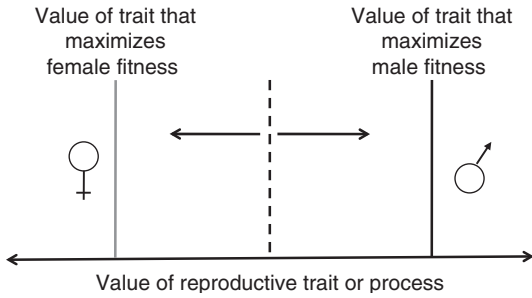 Value of trait that
maximizes
female fitness
Value of trait that
maximizes
male fitness
Value of reproductive trait or process